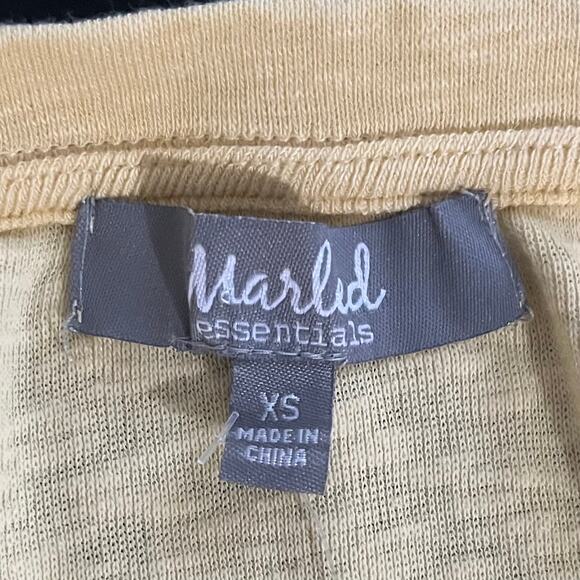 Marled
essentials
XS
MADE IN
CHINA